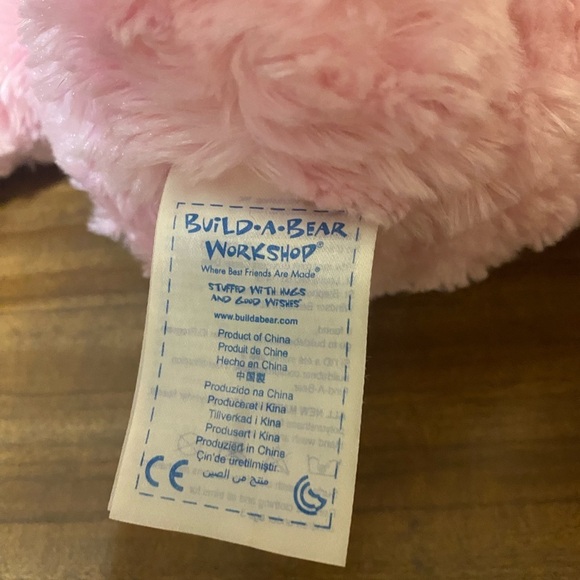 BUILD-A-BEAR
WORKSHOP®
Where Best Friends Are Made®
STUFFED WITH HUGS
AND GOOD WISHES®
www.buildabear.com
Product of China
Produit de Chine
Hecho en China
中国製
Produzido na China
Producerat i Kina
Tillverkad i Kina
Produsert i Kina
Produziert in China
Çin'de üretilmiştir
منتج من الصين
CE